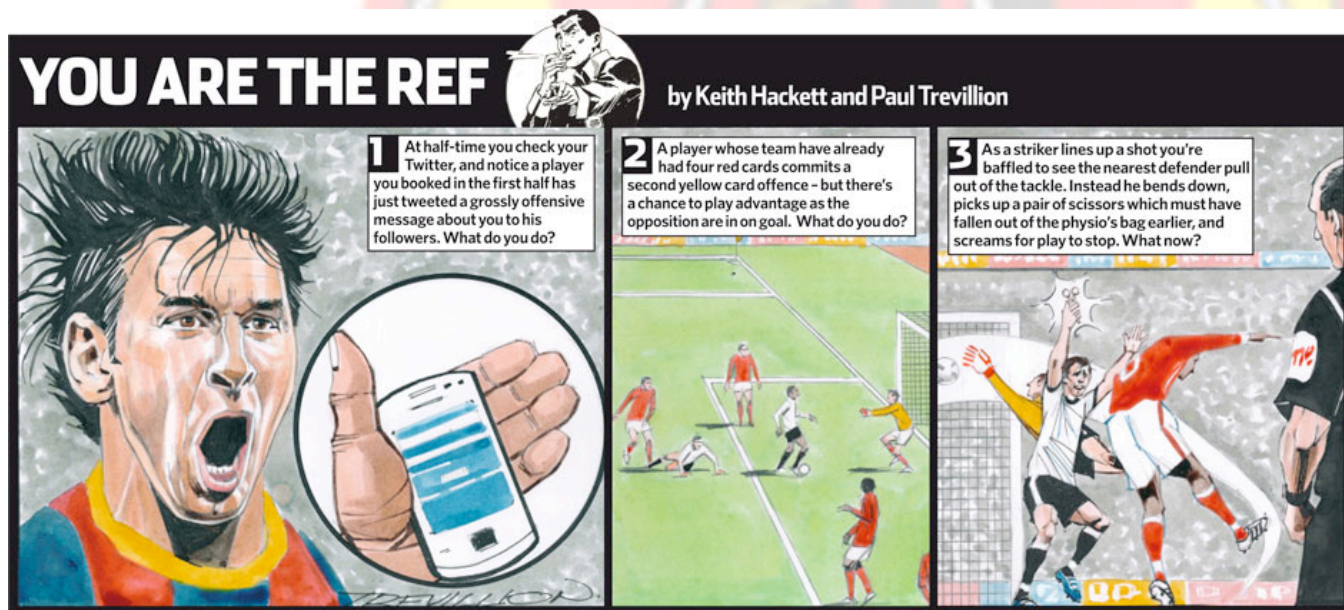 YOU ARE THE REF
by Keith Hackett and Paul Trevillion
1 At half-time you check your
Twitter, and notice a player
you booked in the first half has
just tweeted a grossly offensive
message about you to his
followers. What do you do?
2 A player whose team have already
had four red cards commits a
second yellow card offence – but there's
a chance to play advantage as the
opposition are in on goal. What do you do?
3 As a striker lines up a shot you're
baffled to see the nearest defender pull
out of the tackle. Instead he bends down,
picks up a pair of scissors which must have
fallen out of the physio's bag earlier, and
screams for play to stop. What now?
TREVILLION